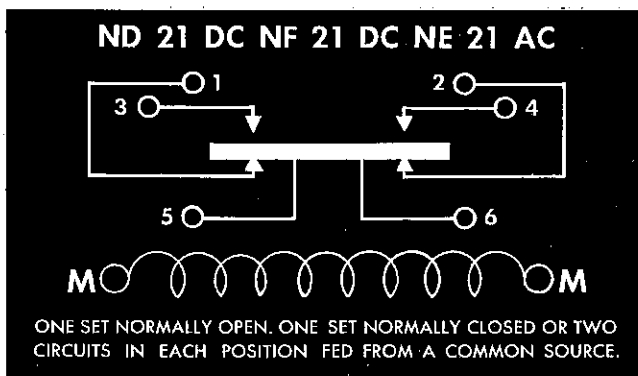 ND 21 DC NF 21 DC NE 21 AC
1 2
3 4
5 6
M M
ONE SET NORMALLY OPEN. ONE SET NORMALLY CLOSED OR TWO
CIRCUITS IN EACH POSITION FED FROM A COMMON SOURCE.